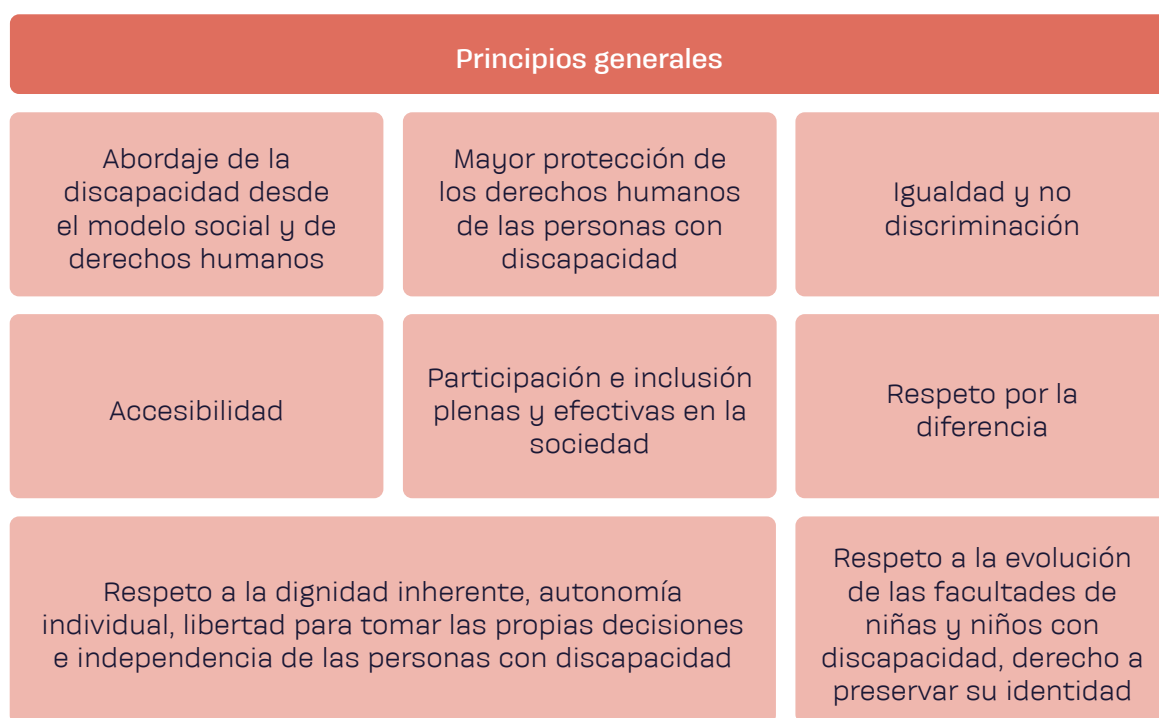 Principios generales
Abordaje de la
discapacidad desde
el modelo social y de
derechos humanos
Mayor protección de
los derechos humanos
de las personas con
discapacidad
Igualdad y no
discriminación
Accesibilidad
Participación e inclusión
plenas y efectivas en la
sociedad
Respeto por la
diferencia
Respeto a la dignidad inherente, autonomía
individual, libertad para tomar las propias decisiones
e independencia de las personas con discapacidad
Respeto a la evolución
de las facultades de
niñas y niños con
discapacidad, derecho a
preservar su identidad